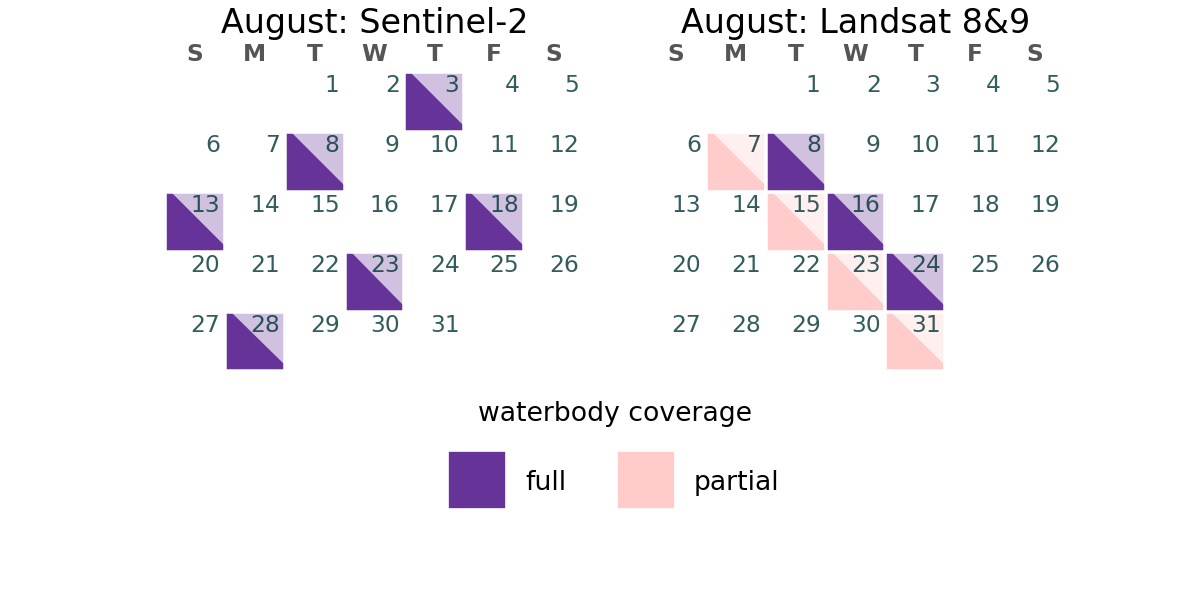 August: Sentinel-2
S M T W T F S
1 2 3 4 5
6 7 8 9 10 11 12
13 14 15 16 17 18 19
20 21 22 23 24 25 26
27 28 29 30 31
August: Landsat 8&9
S M T W T F S
1 2 3 4 5
6 7 8 9 10 11 12
13 14 15 16 17 18 19
20 21 22 23 24 25 26
27 28 29 30 31
waterbody coverage
full
partial